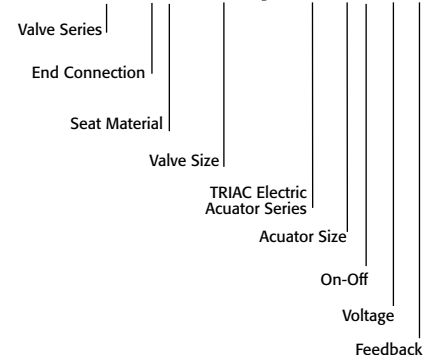 Valve Series
End Connection
Seat Material
Valve Size
TRIAC Electric
Acuator Series
Acuator Size
On-Off
Voltage
Feedback